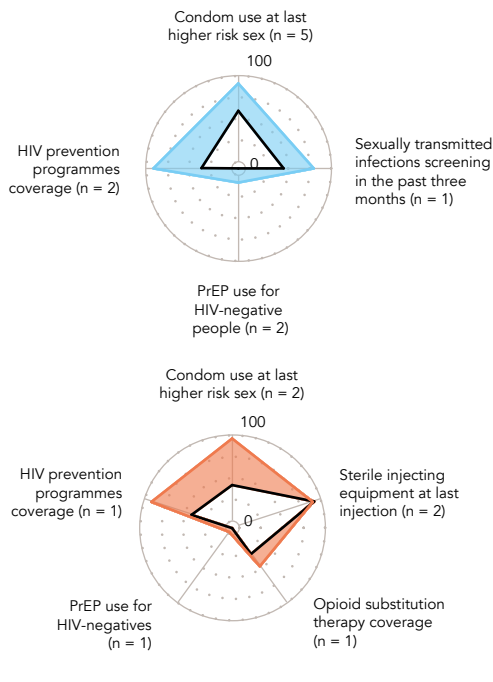 Condom use at last
higher risk sex (n = 5)
100
0
Sexually transmitted
infections screening
in the past three
months (n = 1)
HIV prevention
programmes
coverage (n = 2)
PrEP use for
HIV-negative
people (n = 2)
Condom use at last
higher risk sex (n = 2)
100
0
HIV prevention
programmes
coverage (n = 1)
Sterile injecting
equipment at last
injection (n = 2)
PrEP use for
HIV-negatives
(n = 1)
Opioid substitution
therapy coverage
(n = 1)